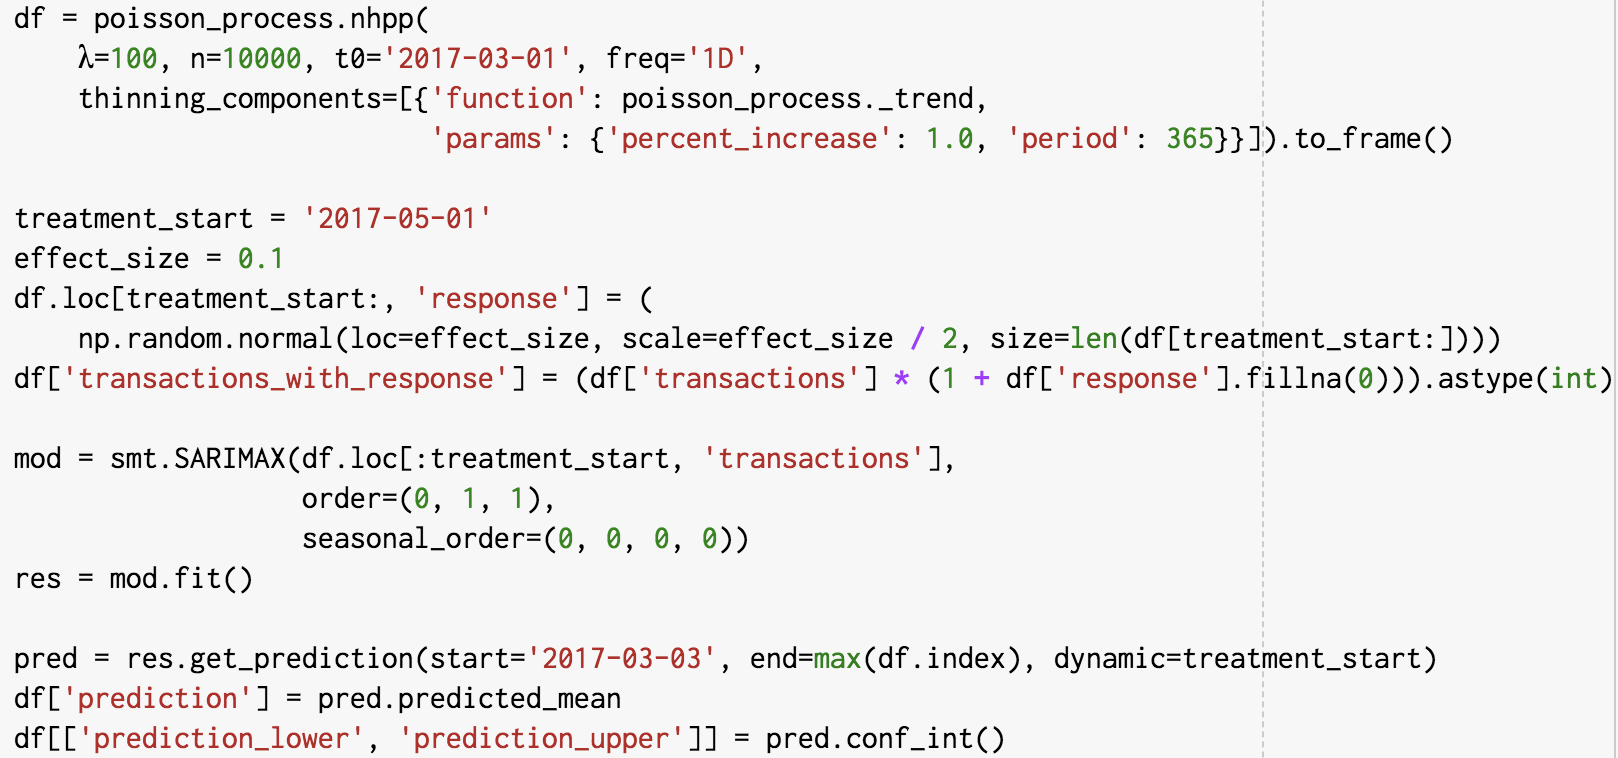 df = poisson_process.nhpp(
    λ=100, n=10000, t0='2017-03-01', freq='1D',
    thinning_components=[{'function': poisson_process._trend,
                          'params': {'percent_increase': 1.0, 'period': 365}}]).to_frame()

treatment_start = '2017-05-01'
effect_size = 0.1
df.loc[treatment_start:, 'response'] = (
    np.random.normal(loc=effect_size, scale=effect_size / 2, size=len(df[treatment_start:])))
df['transactions_with_response'] = (df['transactions'] * (1 + df['response'].fillna(0))).astype(int)

mod = smt.SARIMAX(df.loc[:treatment_start, 'transactions'],
                  order=(0, 1, 1),
                  seasonal_order=(0, 0, 0, 0))
res = mod.fit()

pred = res.get_prediction(start='2017-03-03', end=max(df.index), dynamic=treatment_start)
df['prediction'] = pred.predicted_mean
df[['prediction_lower', 'prediction_upper']] = pred.conf_int()